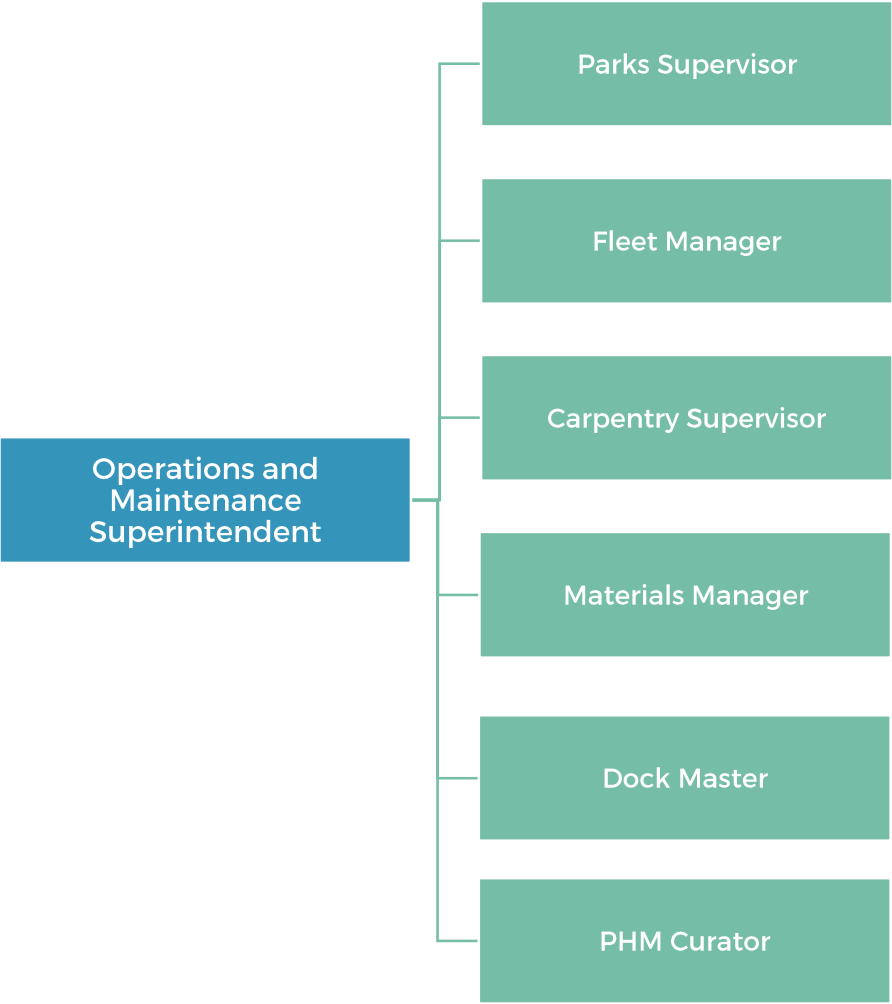 Parks Supervisor
Fleet Manager
Carpentry Supervisor
Operations and
Maintenance
Superintendent
Materials Manager
Dock Master
PHM Curator